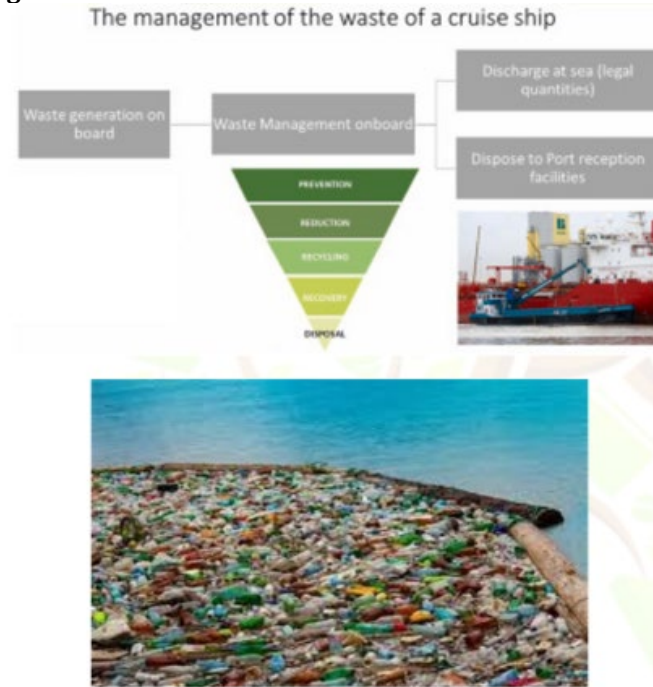 The management of the waste of a cruise ship
Discharge at sea (legal
quantities)
Waste generation on
board
Waste Management onboard
Dispose to Port reception
facilities
PREVENTION
REDUCTION
RECYCLING
RECOVERY
DISPOSAL